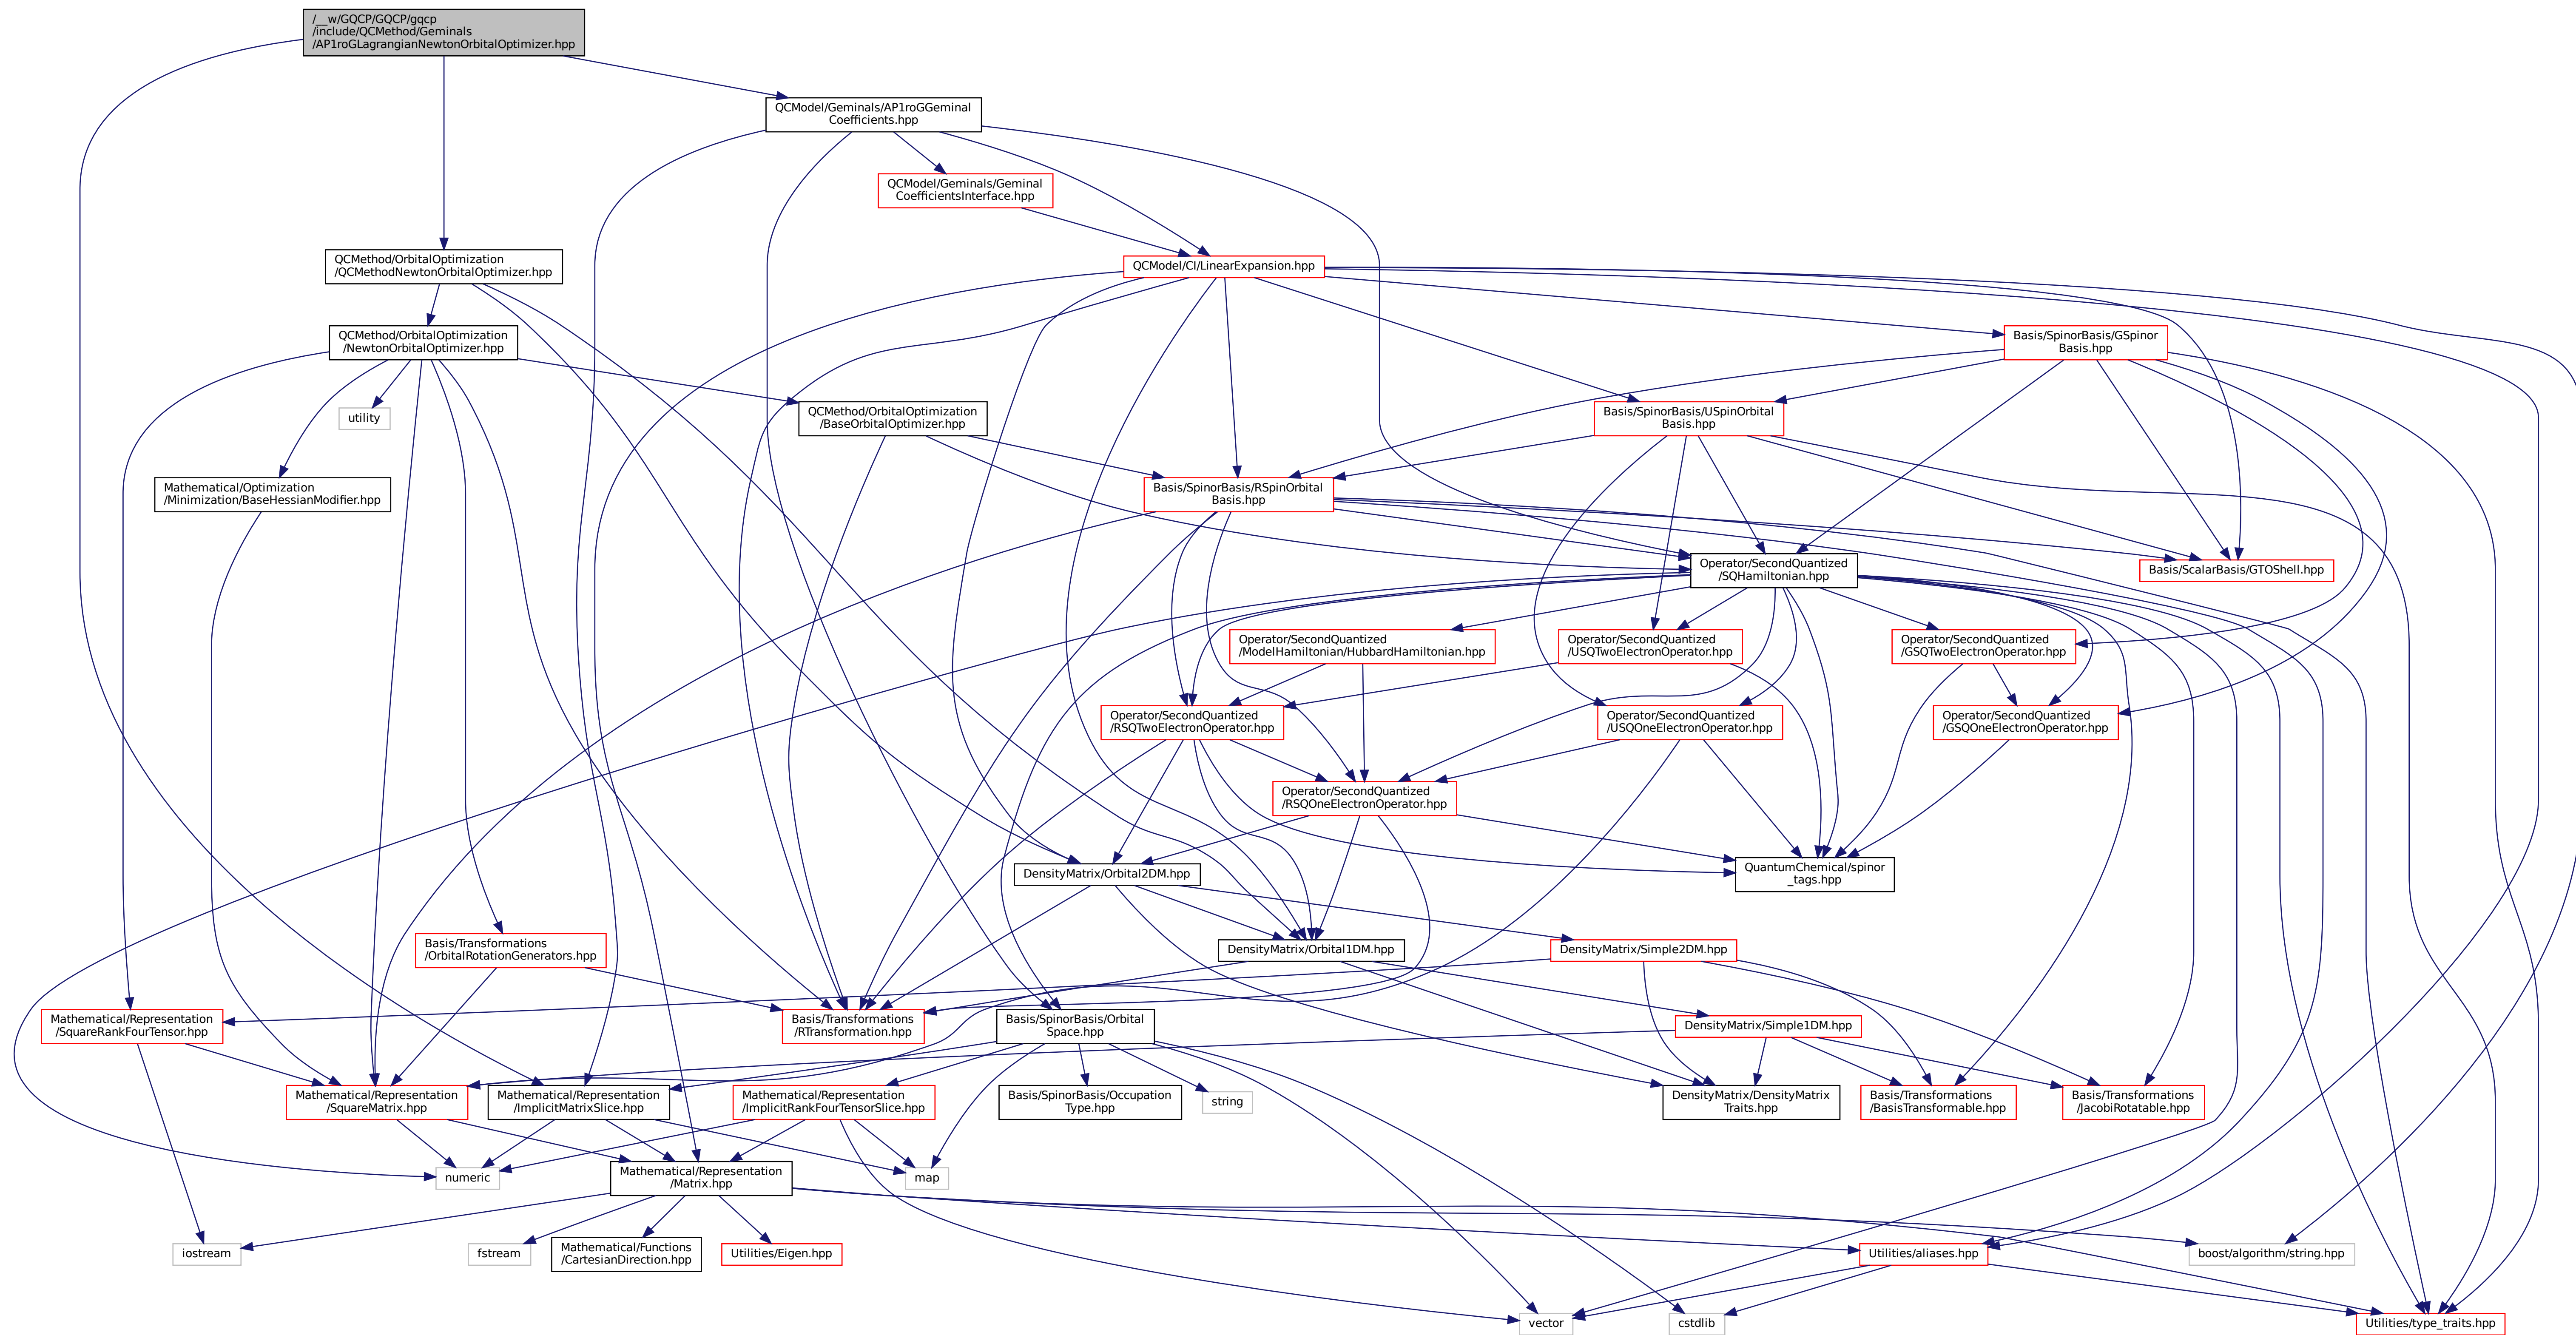 /__w/GQCP/GQCP/gqcp
/include/QCMethod/Geminals
/AP1roGLagrangianNewtonOrbitalOptimizer.hpp
QCModel/Geminals/AP1roGGeminal
Coefficients.hpp
QCModel/Geminals/Geminal
CoefficientsInterface.hpp
QCMethod/OrbitalOptimization
/QCMethodNewtonOrbitalOptimizer.hpp
QCModel/CI/LinearExpansion.hpp
QCMethod/OrbitalOptimization
/NewtonOrbitalOptimizer.hpp
Basis/SpinorBasis/GSpinor
Basis.hpp
utility
QCMethod/OrbitalOptimization
/BaseOrbitalOptimizer.hpp
Basis/SpinorBasis/USpinOrbital
Basis.hpp
Mathematical/Optimization
/Minimization/BaseHessianModifier.hpp
Basis/SpinorBasis/RSpinOrbital
Basis.hpp
Operator/SecondQuantized
/SQHamiltonian.hpp
Basis/ScalarBasis/GTOShell.hpp
Operator/SecondQuantized
/ModelHamiltonian/HubbardHamiltonian.hpp
Operator/SecondQuantized
/USQTwoElectronOperator.hpp
Operator/SecondQuantized
/GSQTwoElectronOperator.hpp
Operator/SecondQuantized
/RSQTwoElectronOperator.hpp
Operator/SecondQuantized
/USQOneElectronOperator.hpp
Operator/SecondQuantized
/GSQOneElectronOperator.hpp
Operator/SecondQuantized
/RSQOneElectronOperator.hpp
DensityMatrix/Orbital2DM.hpp
QuantumChemical/spinor
_tags.hpp
Basis/Transformations
/OrbitalRotationGenerators.hpp
DensityMatrix/Orbital1DM.hpp
DensityMatrix/Simple2DM.hpp
Mathematical/Representation
/SquareRankFourTensor.hpp
Basis/Transformations
/RTransformation.hpp
Basis/SpinorBasis/Orbital
Space.hpp
DensityMatrix/Simple1DM.hpp
Mathematical/Representation
/SquareMatrix.hpp
Mathematical/Representation
/ImplicitMatrixSlice.hpp
Mathematical/Representation
/ImplicitRankFourTensorSlice.hpp
Basis/SpinorBasis/Occupation
Type.hpp
string
DensityMatrix/DensityMatrix
Traits.hpp
Basis/Transformations
/BasisTransformable.hpp
Basis/Transformations
/JacobiRotatable.hpp
numeric
Mathematical/Representation
/Matrix.hpp
map
iostream
fstream
Mathematical/Functions
/CartesianDirection.hpp
Utilities/Eigen.hpp
Utilities/aliases.hpp
boost/algorithm/string.hpp
vector
cstdlib
Utilities/type_traits.hpp